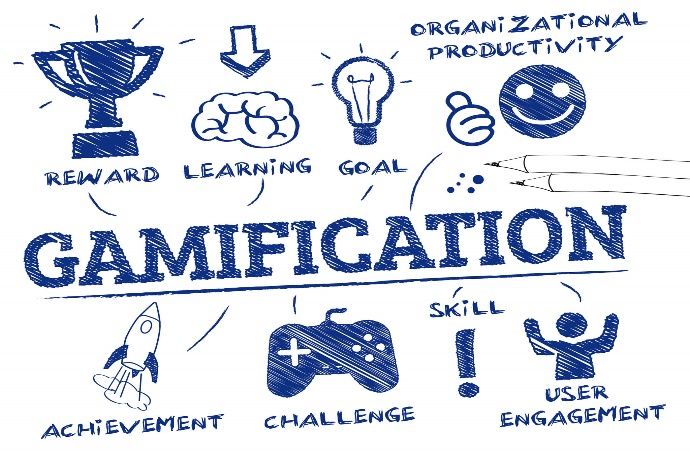 ORGANiZATiONAL
PRODUCTiViTY
REWARD
LEARNiNG
GOAL
GAMIFICATION
SKiLL
ACHiEVEMENT
CHALLENGE
USER
ENGAGEMENT